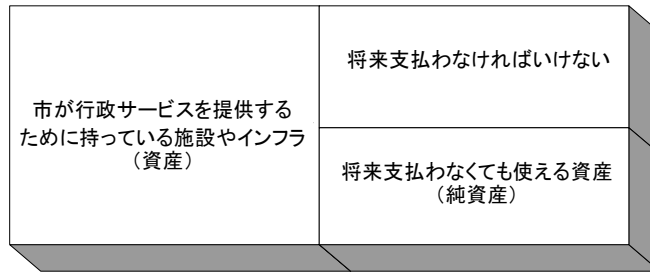 市が行政サービスを提供する
ために持っている施設やインフラ
（資産）
将来支払わなければいけない
将来支払わなくても使える資産
（純資産）